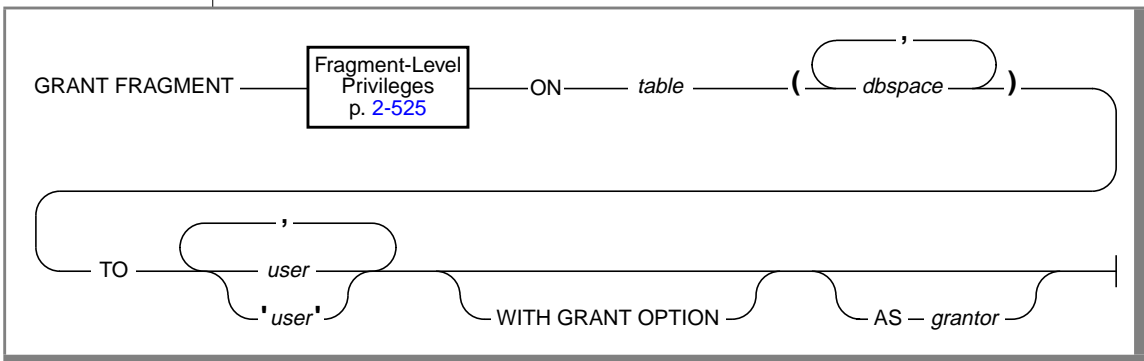 ,
GRANT FRAGMENT Fragment-Level Privileges p. 2-525 ON table ( dbspace )
,
TO user
'user' WITH GRANT OPTION AS grantor